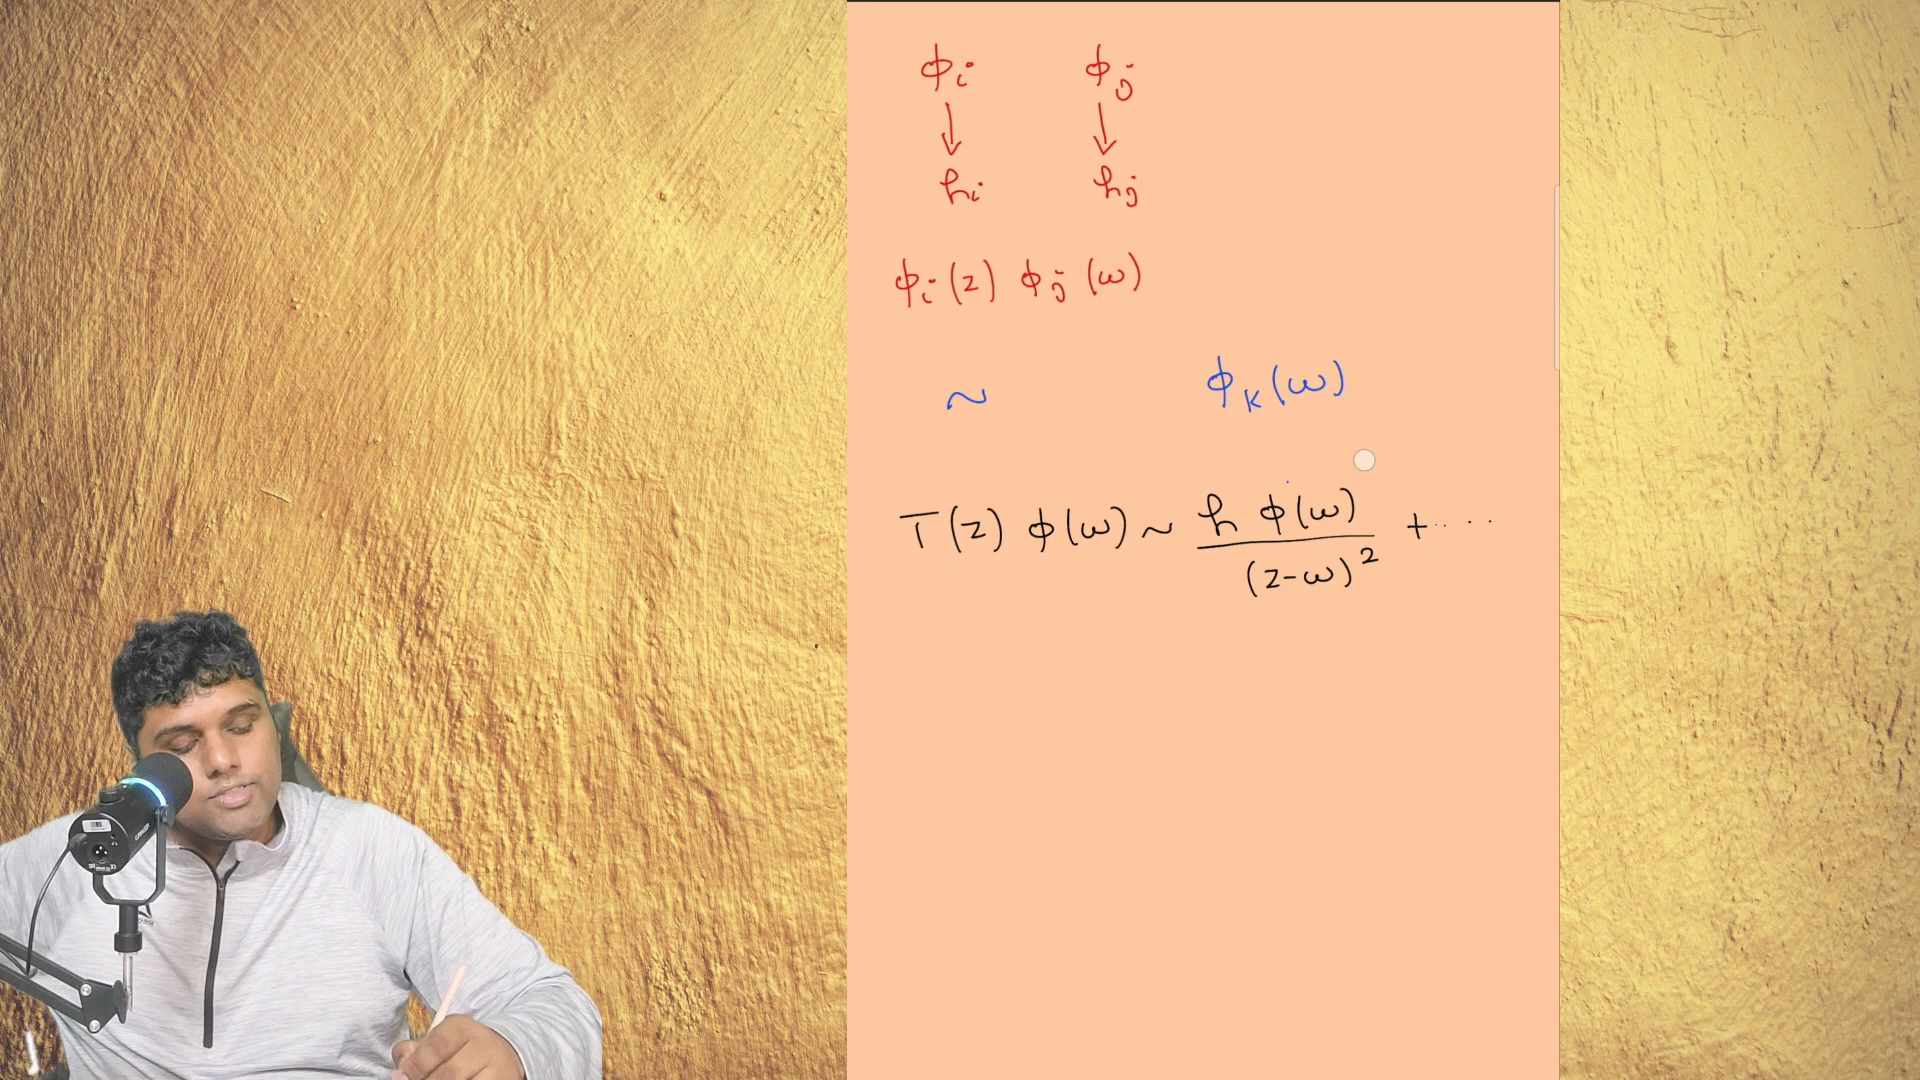 ϕᵢ ϕⱼ
↓ ↓
hᵢ hⱼ
ϕᵢ(z) ϕⱼ(ω)
~ ϕₖ(ω)
T(z) ϕ(ω) ~ h ϕ(ω) / (z-ω)² + ....